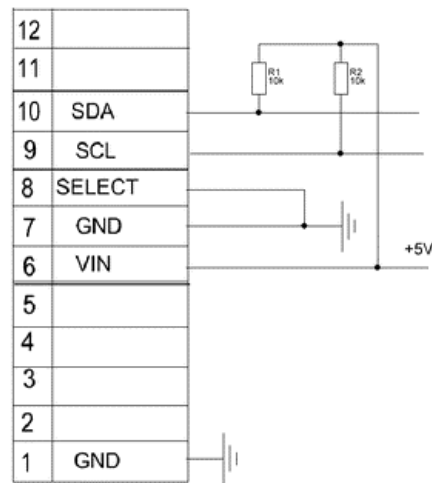 12
11
R1
10k
R2
10k
10 SDA
9 SCL
8 SELECT
7 GND
+5V
6 VIN
5
4
3
2
1 GND